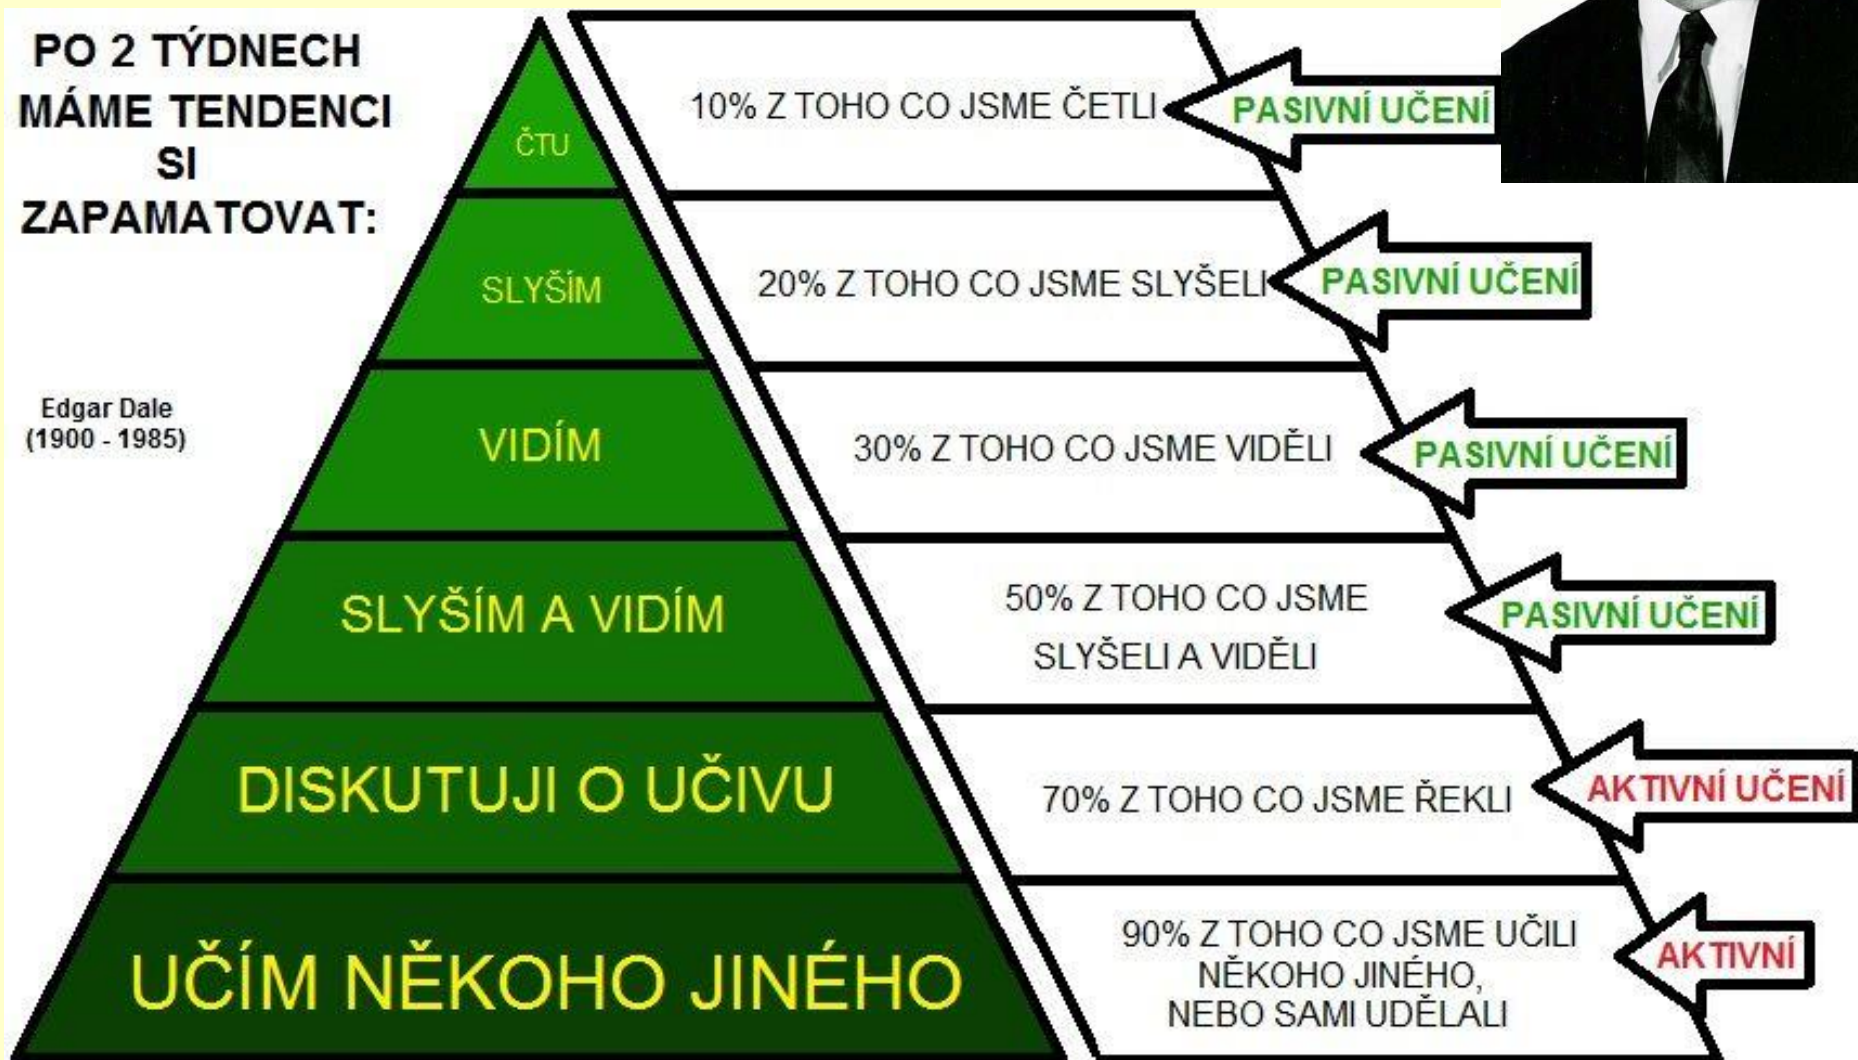 PO 2 TÝDNECH
MÁME TENDENCI
SI
ZAPAMATOVAT:
Edgar Dale
(1900 - 1985)
ČTU
10% Z TOHO CO JSME ČETLI
PASIVNÍ UČENÍ
SLYŠÍM
20% Z TOHO CO JSME SLYŠELI
PASIVNÍ UČENÍ
VIDÍM
30% Z TOHO CO JSME VIDĚLI
PASIVNÍ UČENÍ
SLYŠÍM A VIDÍM
50% Z TOHO CO JSME
SLYŠELI A VIDĚLI
PASIVNÍ UČENÍ
DISKUTUJI O UČIVU
70% Z TOHO CO JSME ŘEKLI
AKTIVNÍ UČENÍ
UČÍM NĚKOHO JINÉHO
90% Z TOHO CO JSME UČILI
NĚKOHO JINÉHO,
NEBO SAMI UDĚLALI
AKTIVNÍ